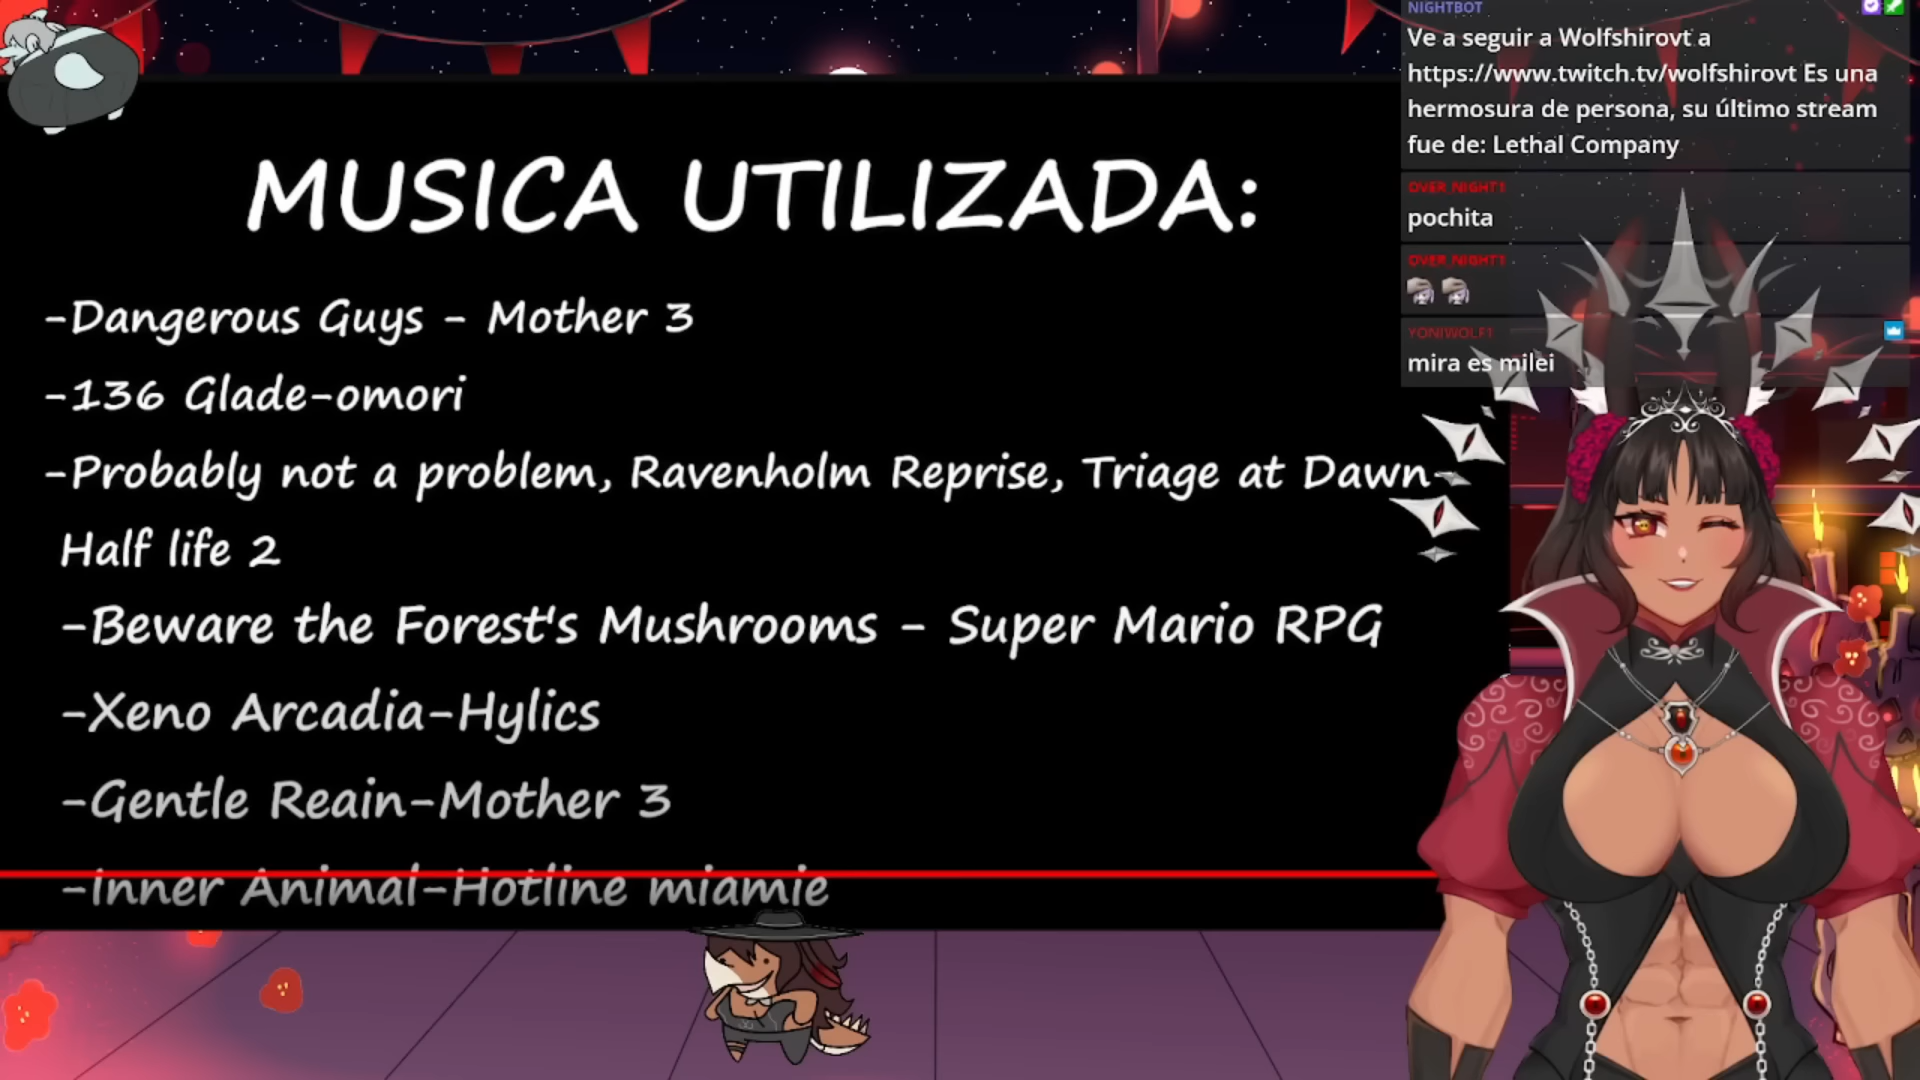 MUSICA UTILIZADA:
-Dangerous Guys - Mother 3
-136 Glade-omori
-Probably not a problem, Ravenholm Reprise, Triage at Dawn-
Half life 2
-Beware the Forest's Mushrooms - Super Mario RPG
-Xeno Arcadia-Hylics
-Gentle Reain-Mother 3
-Inner Animal-Hotline miamie
NIGHTBOT
Ve a seguir a Wolfshirovt a
https://www.twitch.tv/wolfshirovt Es una
hermosura de persona, su último stream
fue de: Lethal Company
OVER_NIGHT1
pochita
OVER_NIGHT1
YONIWOLF1
mira es milei